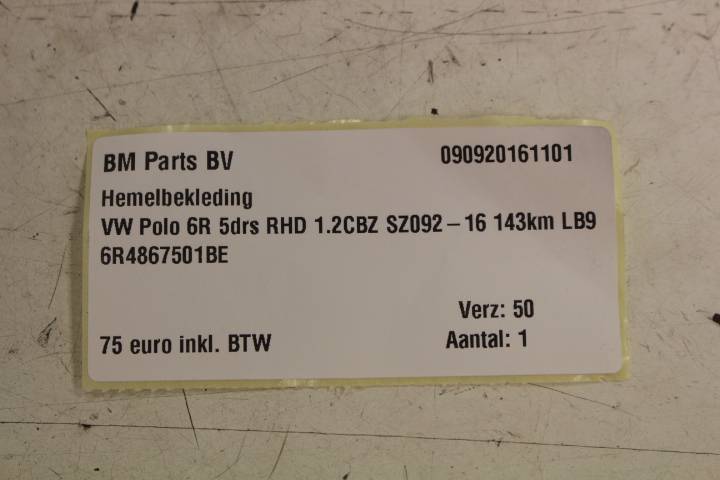 BM Parts BV 090920161101
Hemelbekleding
VW Polo 6R 5drs RHD 1.2CBZ SZ092-16 143km LB9
6R4867501BE
Verz: 50
75 euro inkl. BTW Aantal: 1